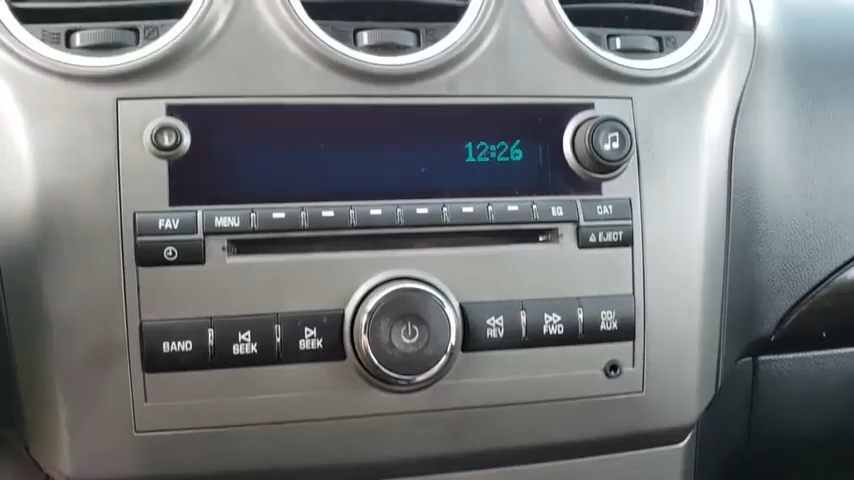 12:26
FAV
MENU
EQ
CAT
EJECT
BAND
SEEK
SEEK
REV
FWD
CD/
AUX